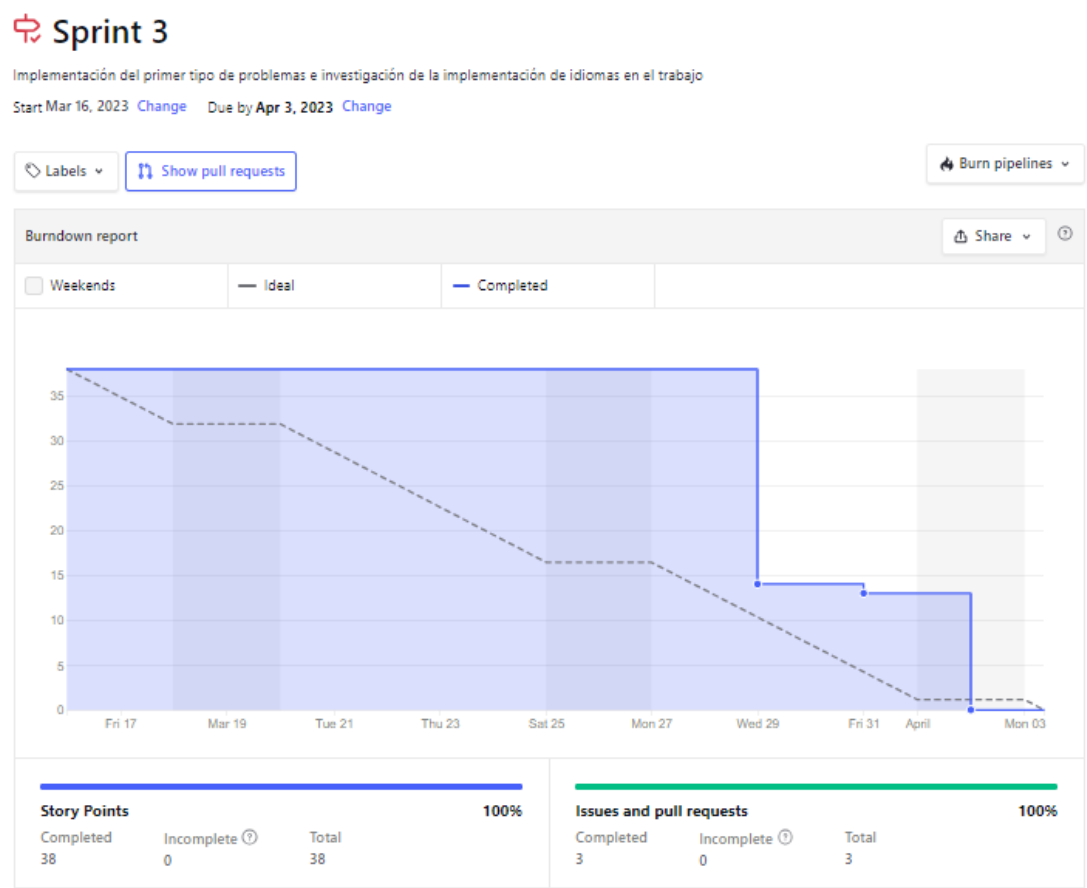 Sprint 3
Implementación del primer tipo de problemas e investigación de la implementación de idiomas en el trabajo
Start Mar 16, 2023 Change Due by Apr 3, 2023 Change
Labels Show pull requests Burn pipelines
Burndown report Share
Weekends Ideal Completed
35
30
25
20
15
10
5
0
Fri 17 Mar 19 Tue 21 Thu 23 Sat 25 Mon 27 Wed 29 Fri 31 April Mon 03
Story Points 100% Issues and pull requests 100%
Completed Incomplete ? Total Completed Incomplete ? Total
38 0 38 3 0 3